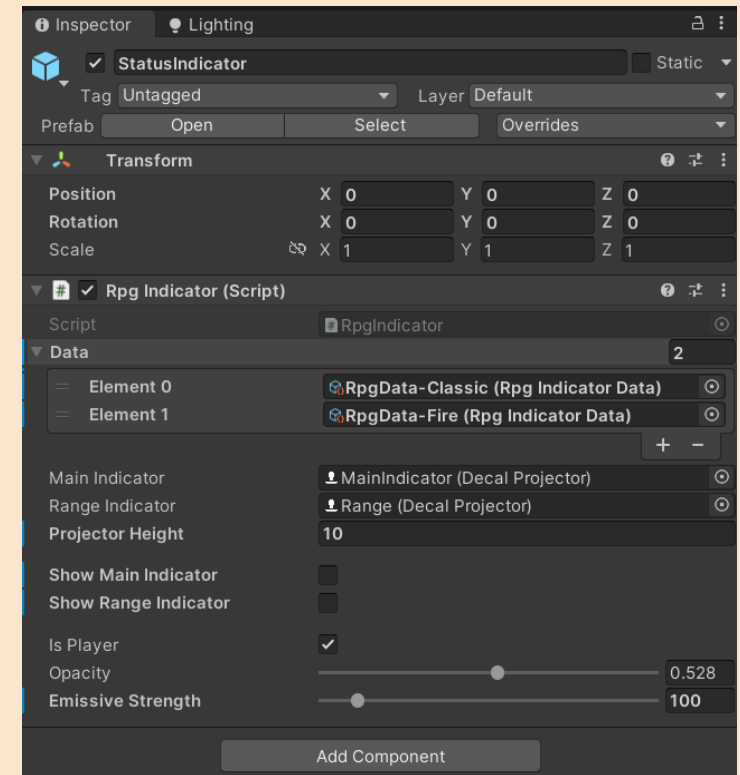 Inspector Lighting
StatusIndicator Static
Tag Untagged Layer Default
Prefab Open Select Overrides
Transform
Position X 0 Y 0 Z 0
Rotation X 0 Y 0 Z 0
Scale X 1 Y 1 Z 1
# Rpg Indicator (Script)
Script # RpgIndicator
Data 2
Element 0 RpgData-Classic (Rpg Indicator Data)
Element 1 RpgData-Fire (Rpg Indicator Data)
+ -
Main Indicator MainIndicator (Decal Projector)
Range Indicator Range (Decal Projector)
Projector Height 10
Show Main Indicator
Show Range Indicator
Is Player
Opacity 0.528
Emissive Strength 100
Add Component